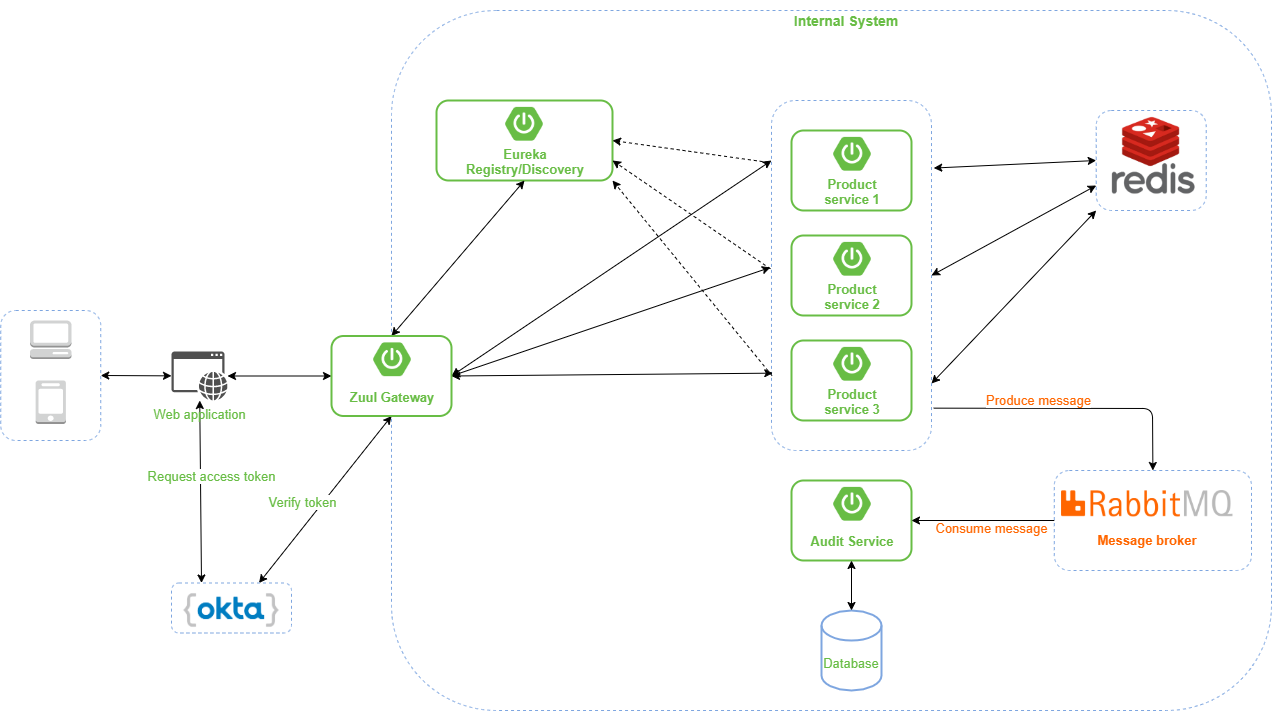 Internal System
Eureka
Registry/Discovery
Product
service 1
redis
Product
service 2
Product
service 3
Zuul Gateway
Web application
Produce message
Request access token
Verify token
RabbitMQ
Message broker
Consume message
Audit Service
{okta}
Database